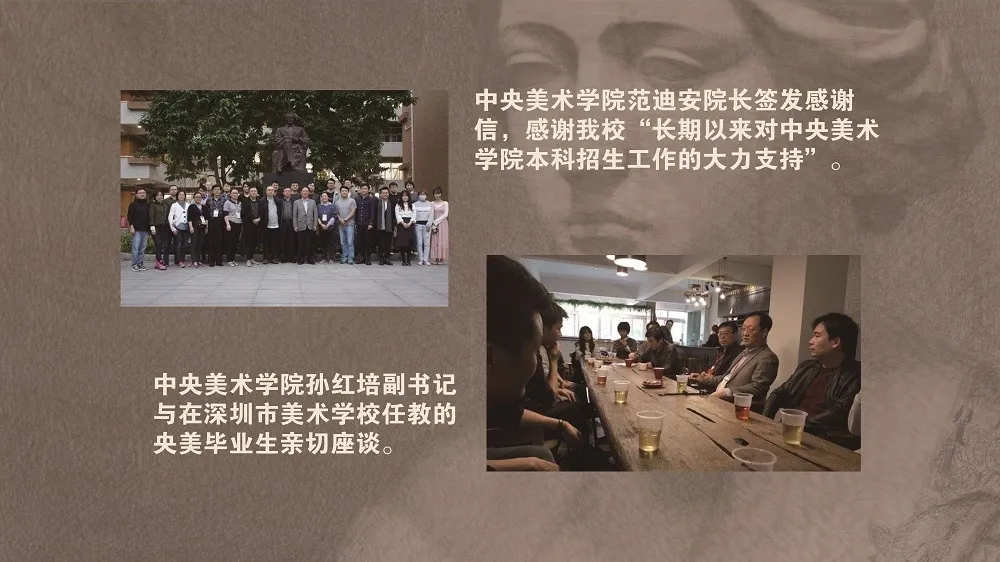 中央美术学院范迪安院长签发感谢
信，感谢我校“长期以来对中央美术
学院本科招生工作的大力支持”。
中央美术学院孙红培副书记
与在深圳市美术学校任教的
央美毕业生亲切座谈。